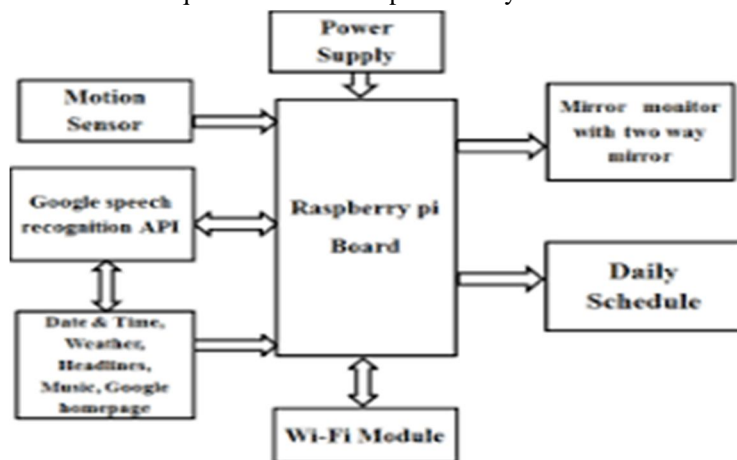 Power
Supply
Motion
Sensor
Mirror monitor
with two way
mirror
Google speech
recognition API
Raspberry pi
Board
Daily
Schedule
Date & Time,
Weather,
Headlines,
Music, Google
homepage
Wi-Fi Module